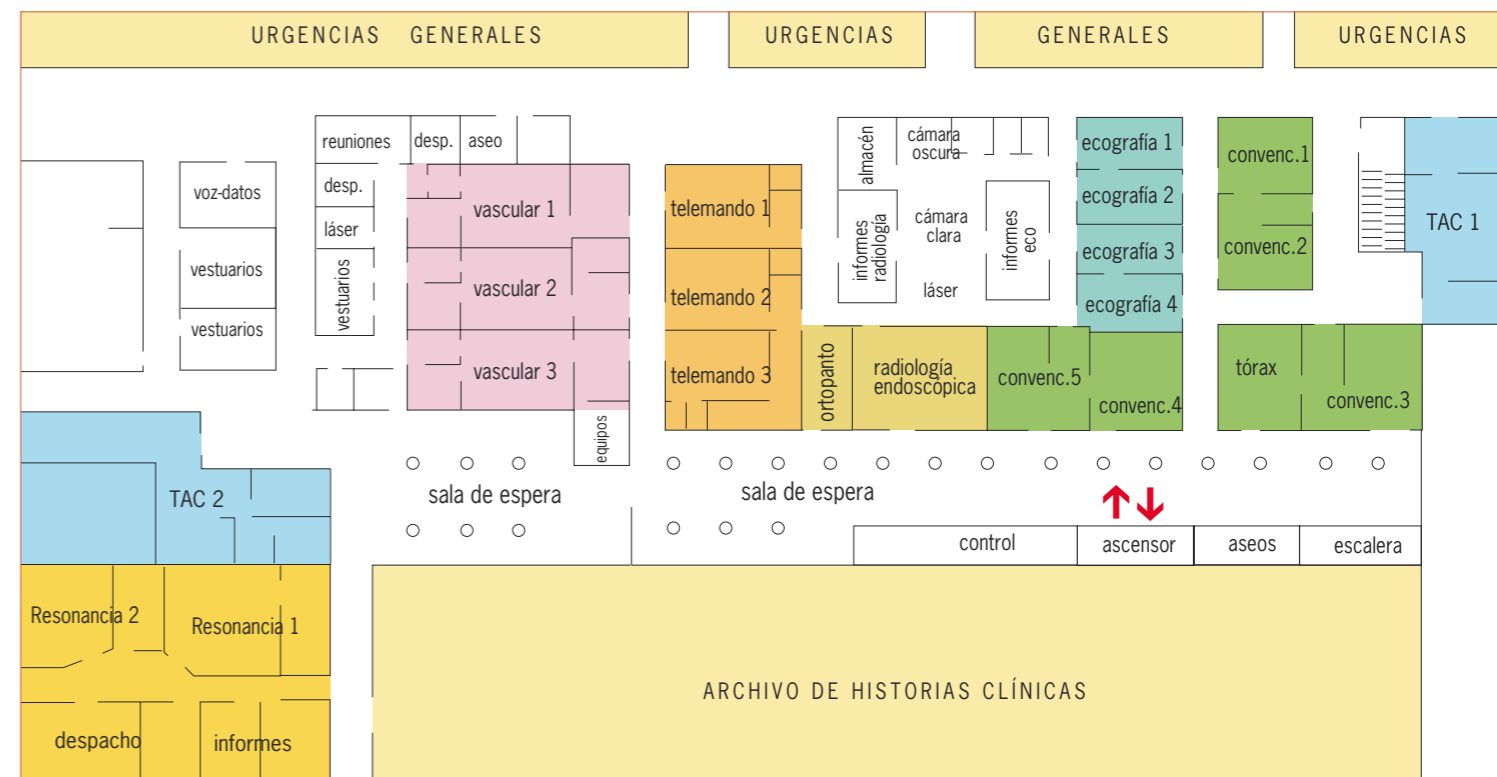 URGENCIAS GENERALES
URGENCIAS
GENERALES
URGENCIAS
reuniones
desp.
aseo
almacén
cámara
oscura
ecografía 1
convenc.1
voz-datos
desp.
vascular 1
telemando 1
ecografía 2
láser
informes
radiología
cámara
clara
informes
eco
TAC 1
vestuarios
vestuarios
vascular 2
telemando 2
láser
ecografía 3
convenc.2
vestuarios
ecografía 4
vascular 3
telemando 3
ortopanto
radiología
endoscópica
convenc.5
convenc.4
tórax
convenc.3
equipos
TAC 2
sala de espera
sala de espera
control
ascensor
aseos
escalera
Resonancia 2
Resonancia 1
ARCHIVO DE HISTORIAS CLÍNICAS
despacho
informes